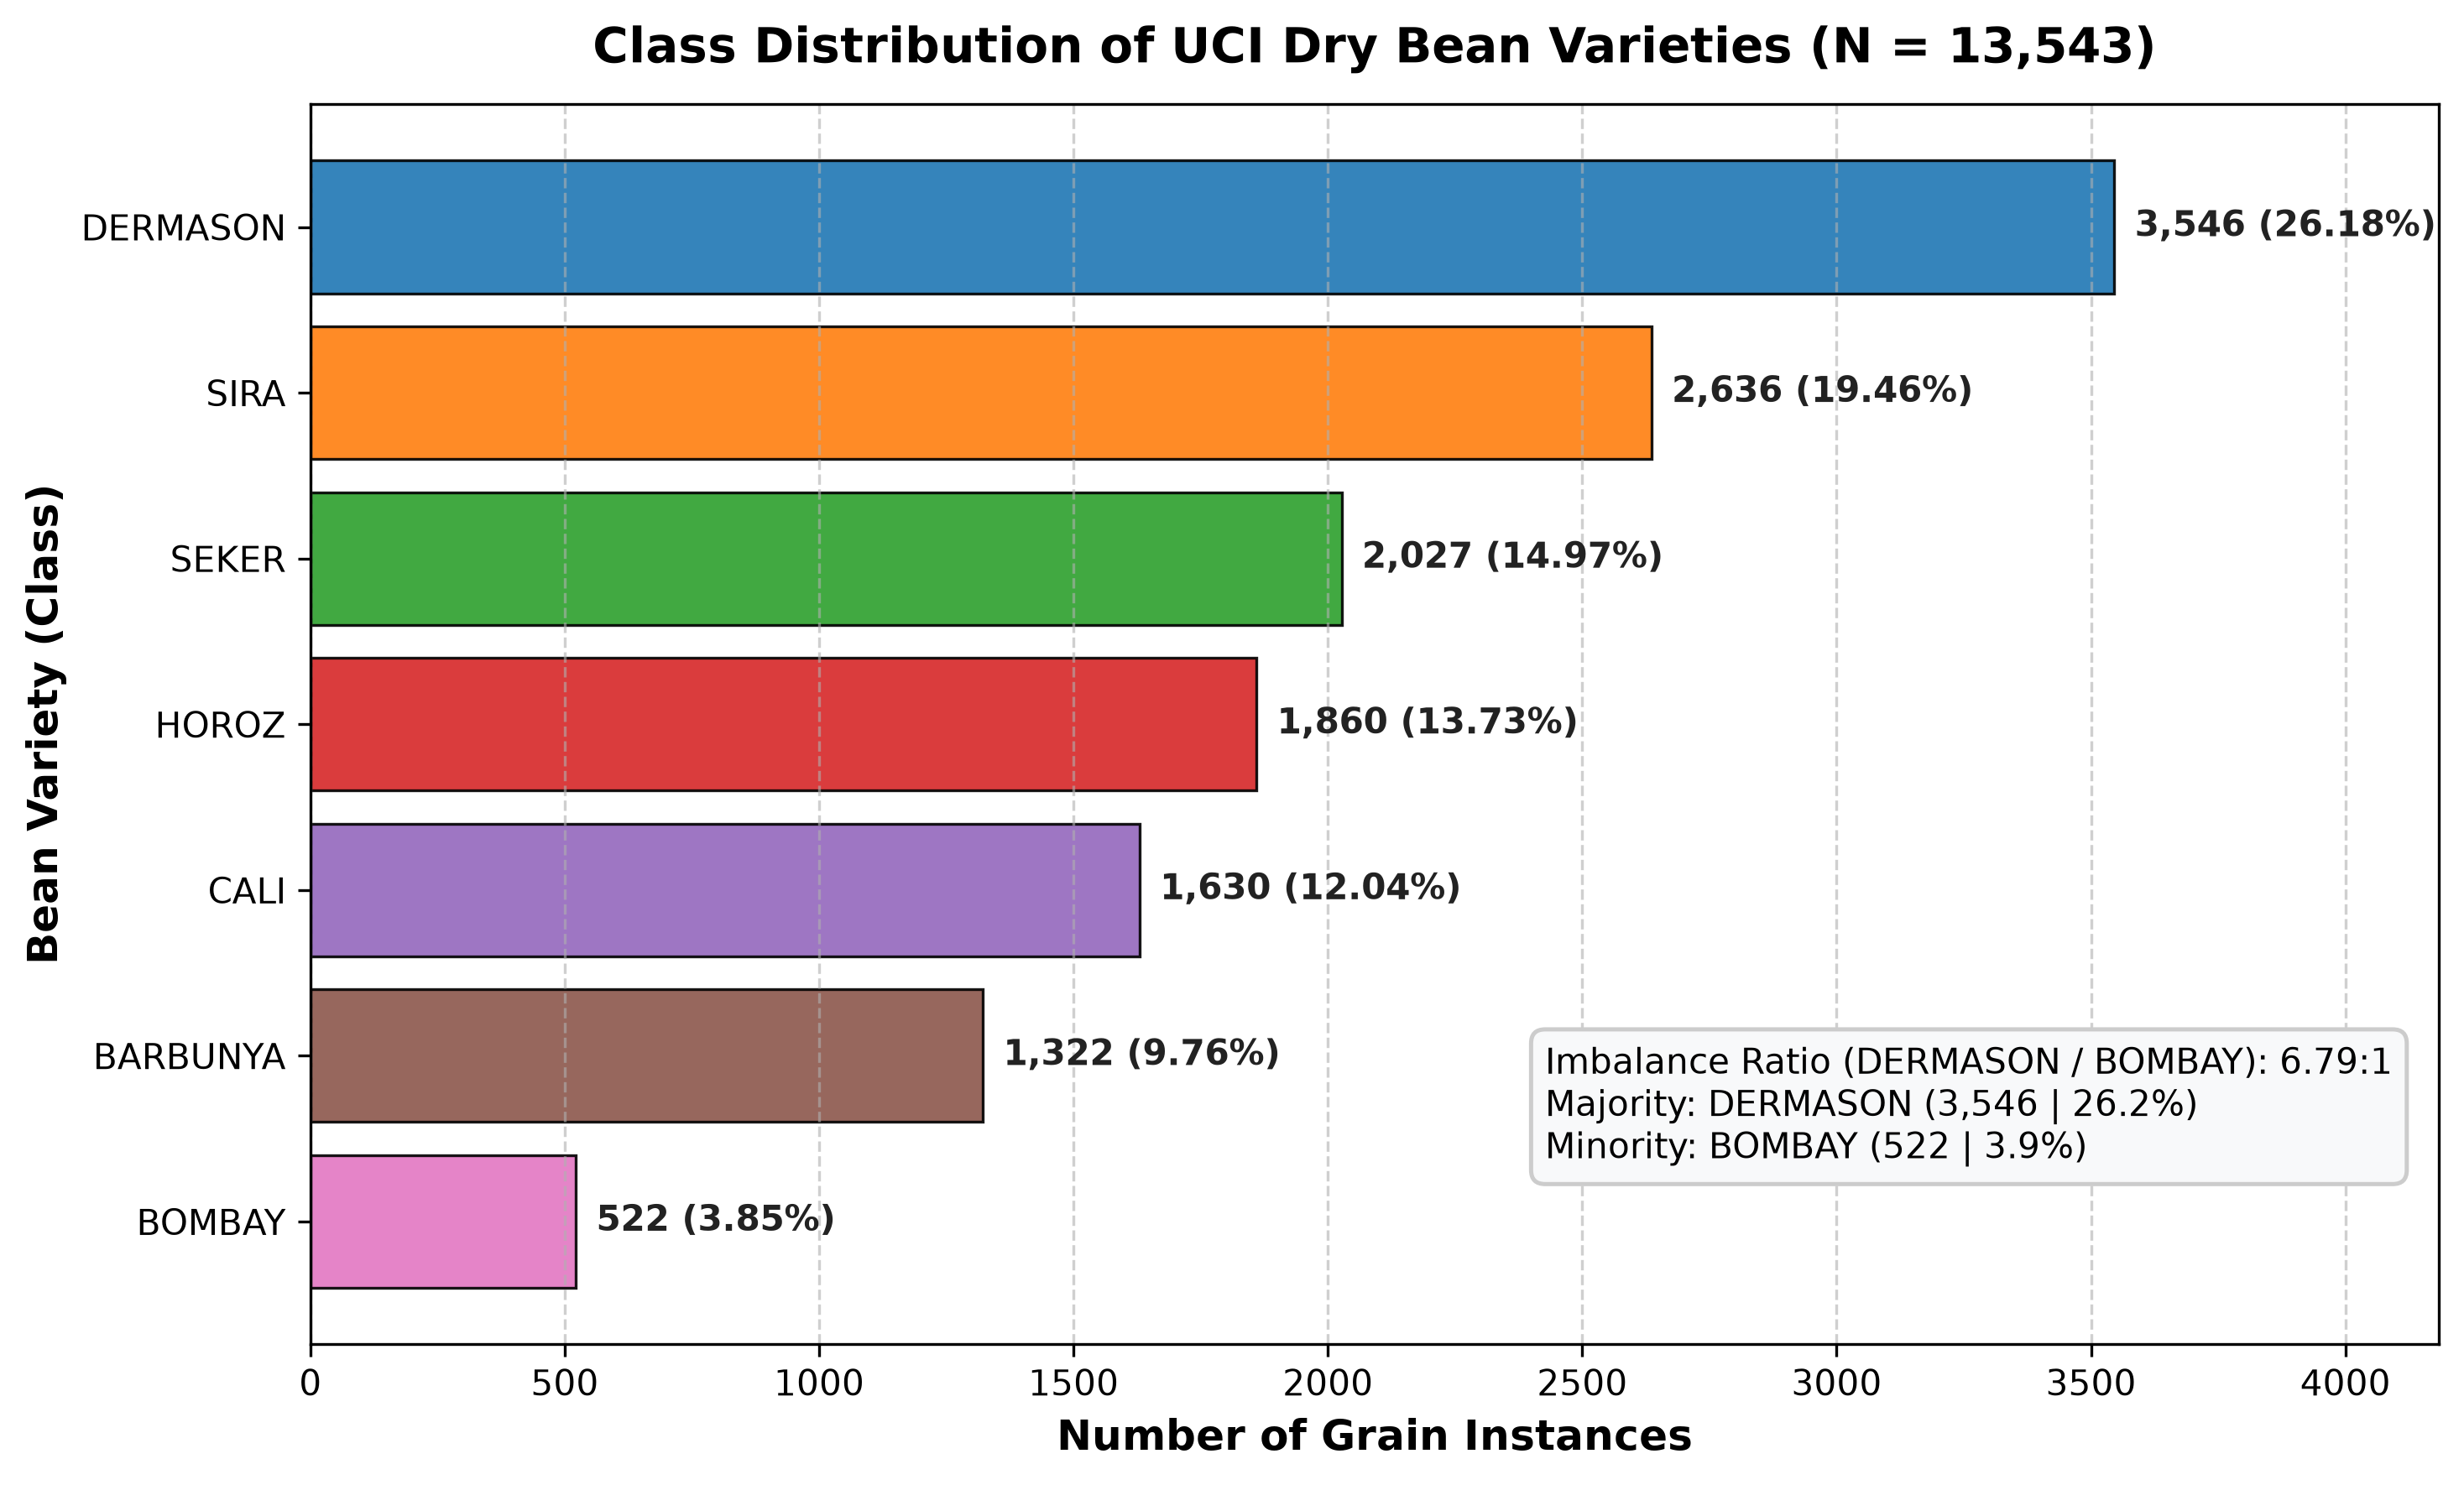 Class Distribution of UCI Dry Bean Varieties (N = 13,543)
Bean Variety (Class)
DERMASON
3,546 (26.18%)
SIRA
2,636 (19.46%)
SEKER
2,027 (14.97%)
HOROZ
1,860 (13.73%)
CALI
1,630 (12.04%)
BARBUNYA
1,322 (9.76%)
BOMBAY
522 (3.85%)
Imbalance Ratio (DERMASON / BOMBAY): 6.79:1
Majority: DERMASON (3,546 | 26.2%)
Minority: BOMBAY (522 | 3.9%)
0 500 1000 1500 2000 2500 3000 3500 4000
Number of Grain Instances